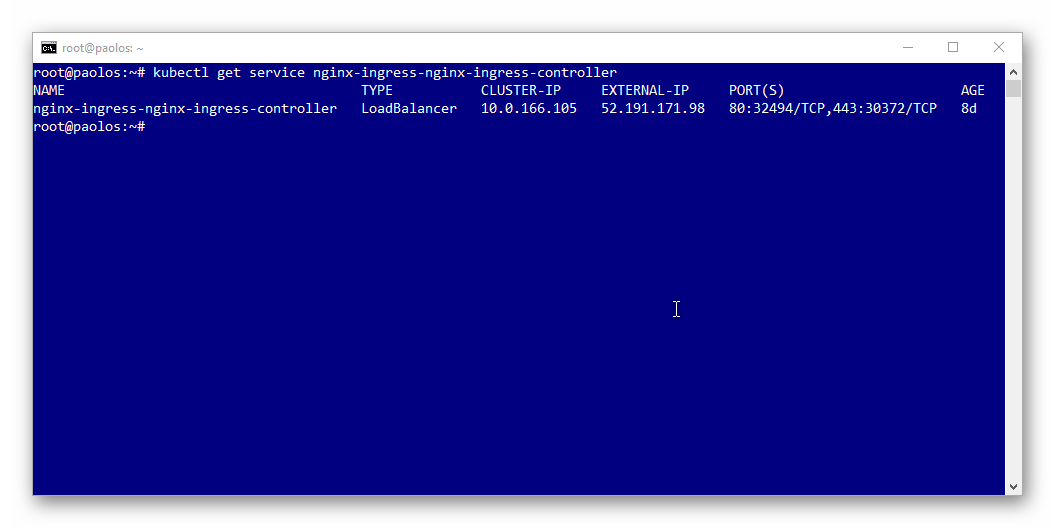 root@paolos: ~
root@paolos:~# kubectl get service nginx-ingress-nginx-ingress-controller
NAME TYPE CLUSTER-IP EXTERNAL-IP PORT(S) AGE
nginx-ingress-nginx-ingress-controller LoadBalancer 10.0.166.105 52.191.171.98 80:32494/TCP,443:30372/TCP 8d
root@paolos:~#